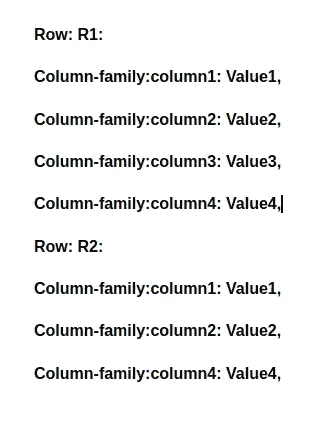 Row: R1:
Column-family:column1: Value1,
Column-family:column2: Value2,
Column-family:column3: Value3,
Column-family:column4: Value4,
Row: R2:
Column-family:column1: Value1,
Column-family:column2: Value2,
Column-family:column4: Value4,